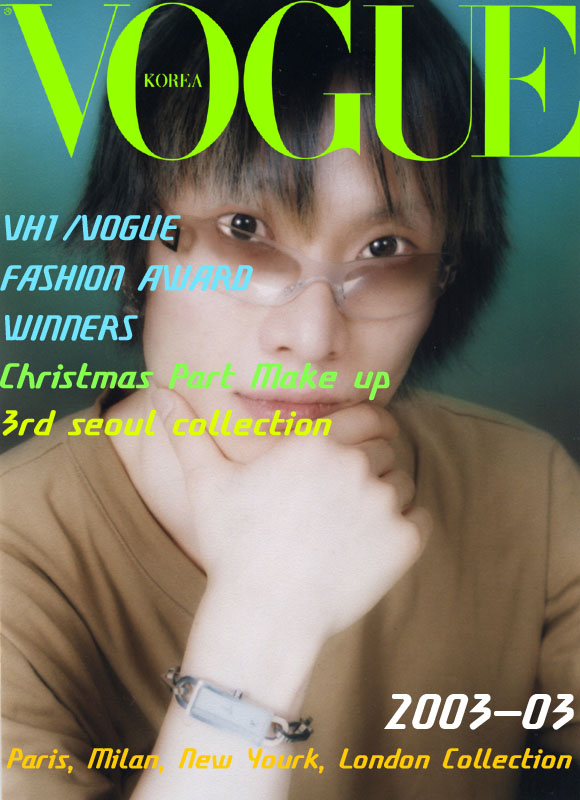 VOGUE
KOREA
VH1/VOGUE
FASHION AWARD
WINNERS
Christmas Part Make up
3rd seoul collection
2003-03
Paris, Milan, New Yourk, London Collection